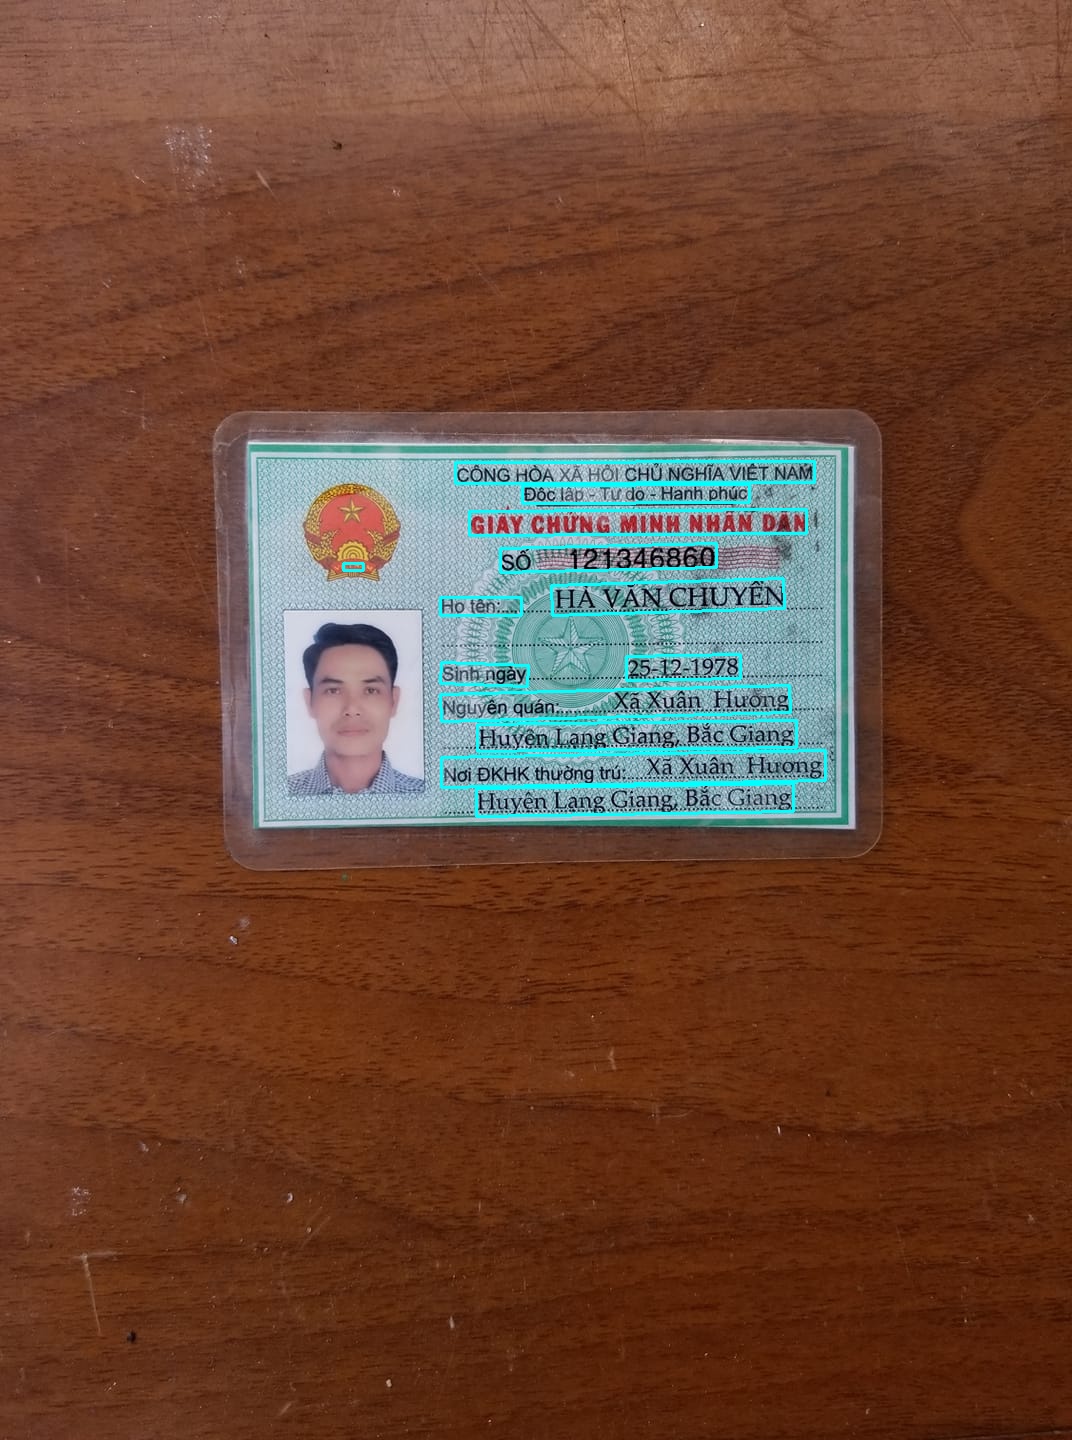 CỘNG HÒA XÃ HỘI CHỦ NGHĨA VIỆT NAM
Độc lập - Tự do - Hạnh phúc
GIẤY CHỨNG MINH NHÂN DÂN
SỐ 121346860
Họ tên: HÀ VĂN CHUYỂN
Sinh ngày 25-12-1978
Nguyên quán: Xã Xuân Hương
Huyện Lạng Giang, Bắc Giang
Nơi ĐKHK thường trú: Xã Xuân Hương
Huyện Lạng Giang, Bắc Giang